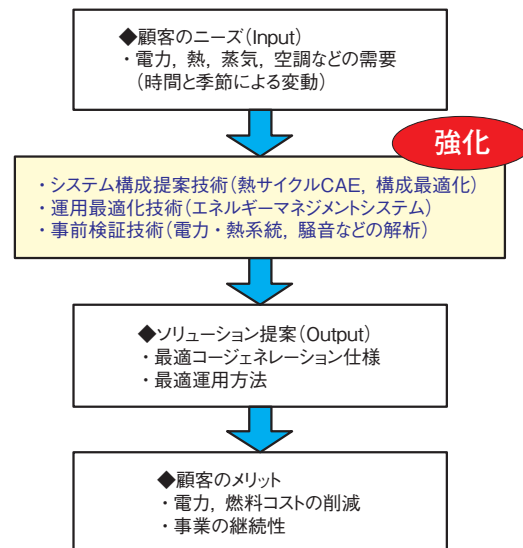 ◆顧客のニーズ(Input)
・電力，熱，蒸気，空調などの需要
(時間と季節による変動)
強化
・システム構成提案技術(熱サイクルCAE，構成最適化)
・運用最適化技術(エネルギーマネジメントシステム)
・事前検証技術(電力・熱系統，騒音などの解析)
◆ソリューション提案(Output)
・最適コージェネレーション仕様
・最適運用方法
◆顧客のメリット
・電力，燃料コストの削減
・事業の継続性